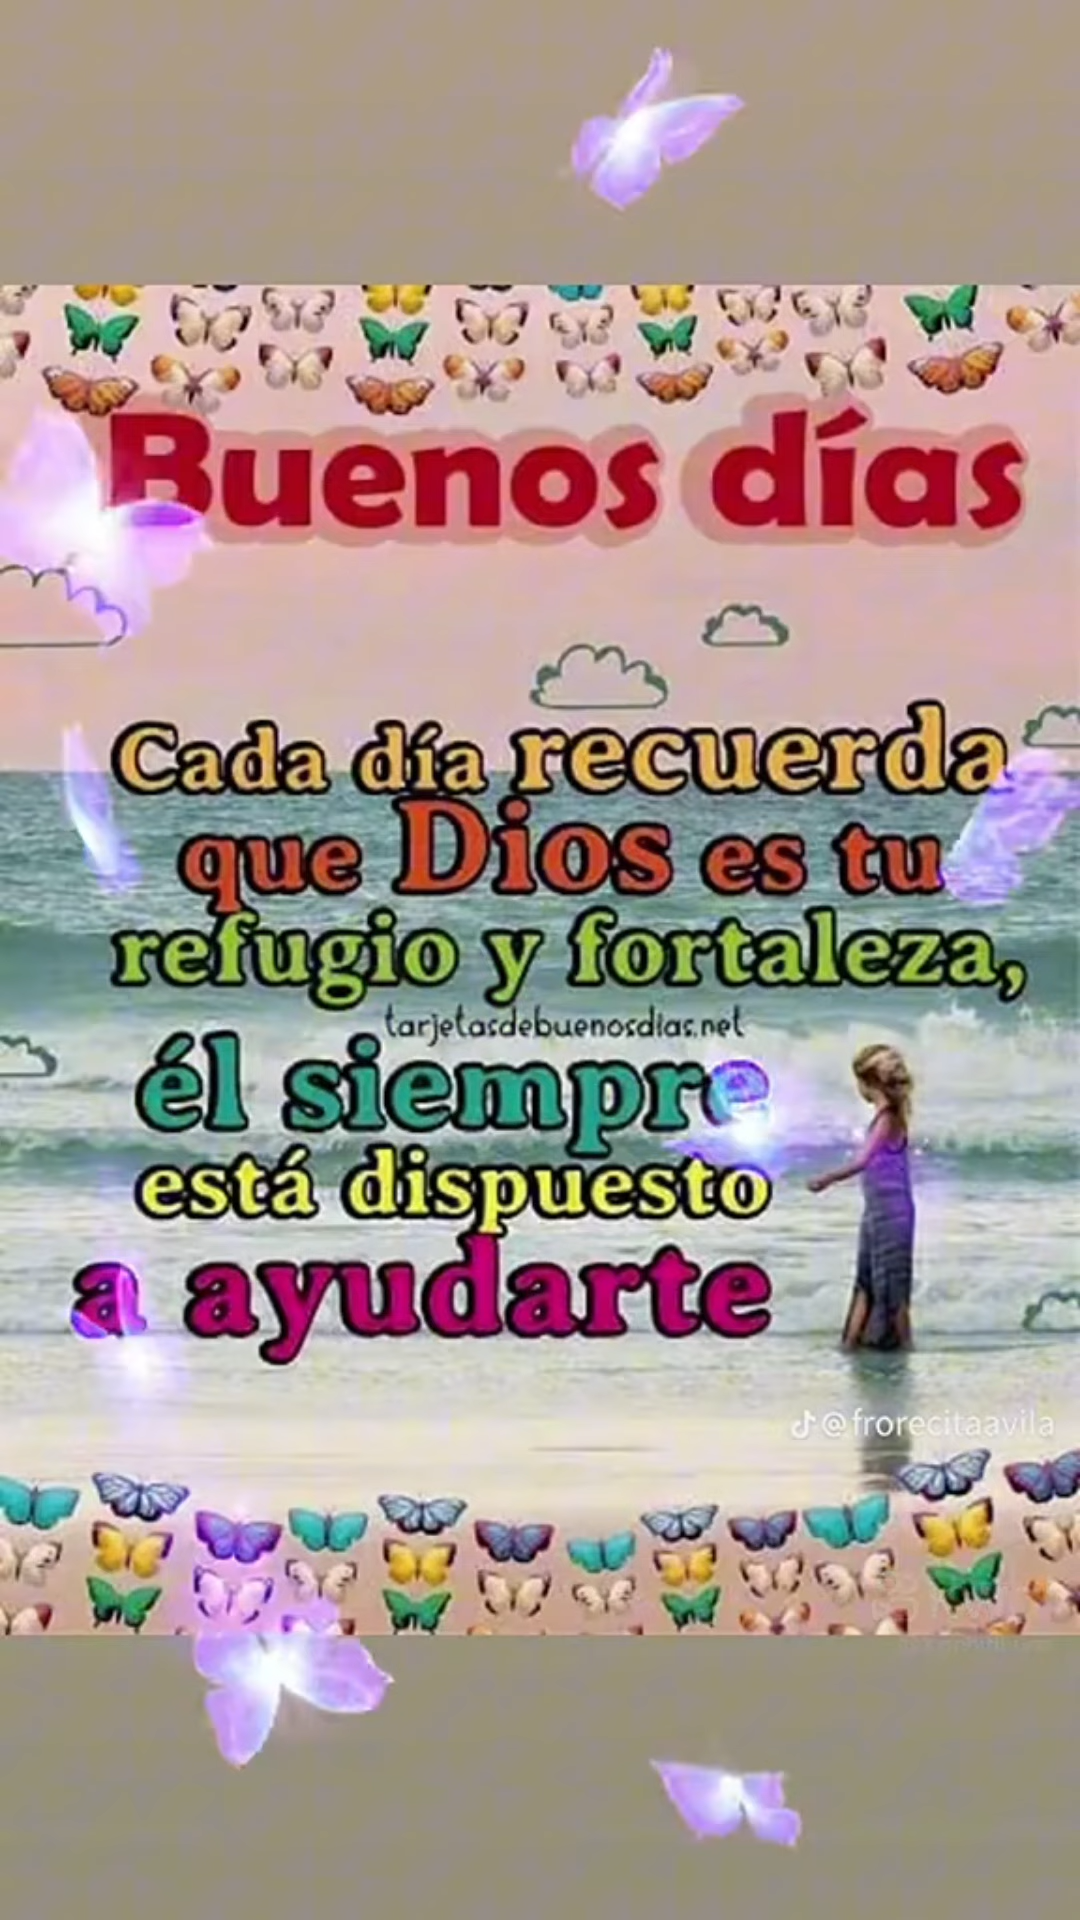 Buenos días
Cada día recuerda
que Dios es tu
refugio y fortaleza,
tarjetasdebuenosdias.net
él siempre
está dispuesto
a ayudarte
@frorecitaavila